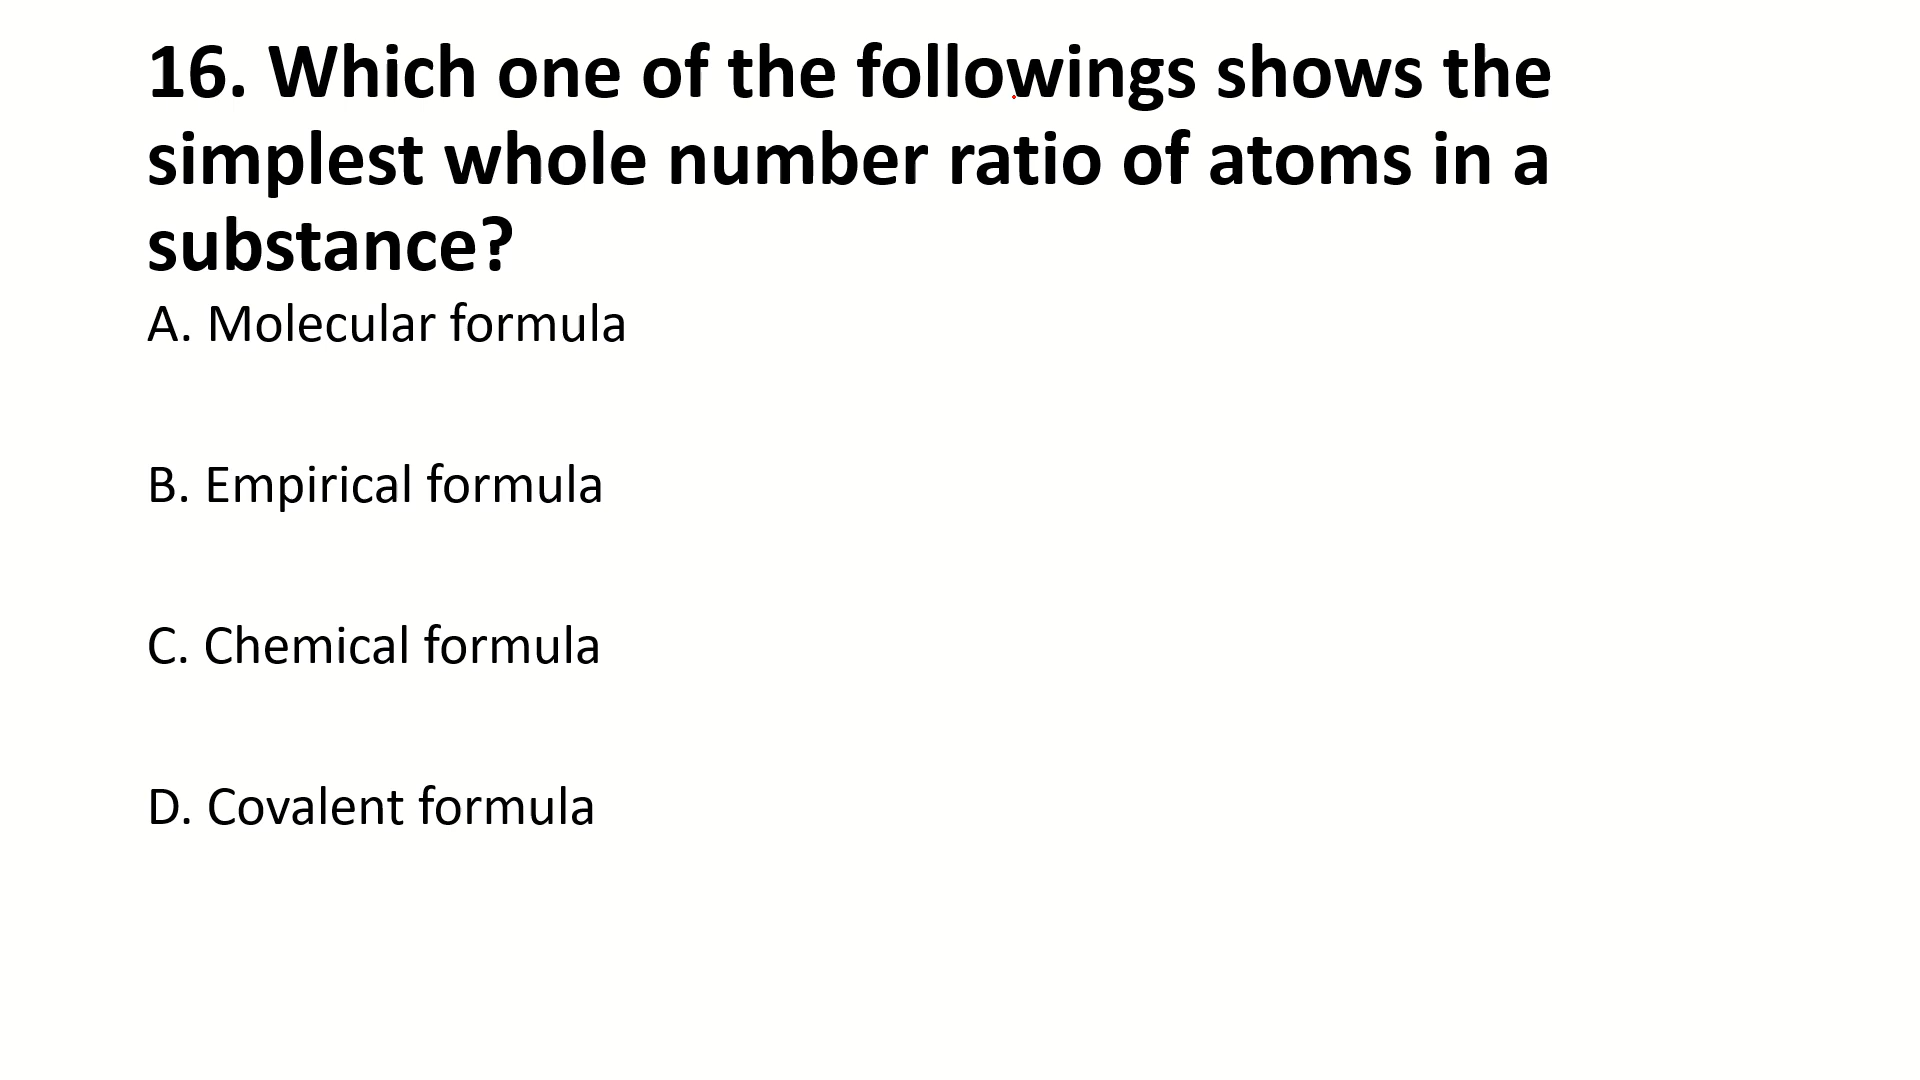 16. Which one of the followings shows the
simplest whole number ratio of atoms in a
substance?
A. Molecular formula
B. Empirical formula
C. Chemical formula
D. Covalent formula